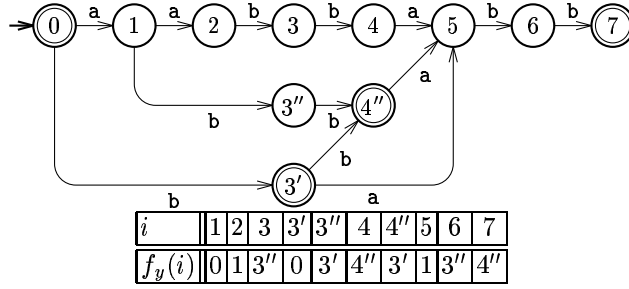 0 a 1 a 2 b 3 b 4 a 5 b 6 b 7
b 3″ b 4″ a
b
b 3′ a
i 1 2 3 3′ 3″ 4 4″ 5 6 7
f_y(i) 0 1 3″ 0 3′ 4″ 3′ 1 3″ 4″